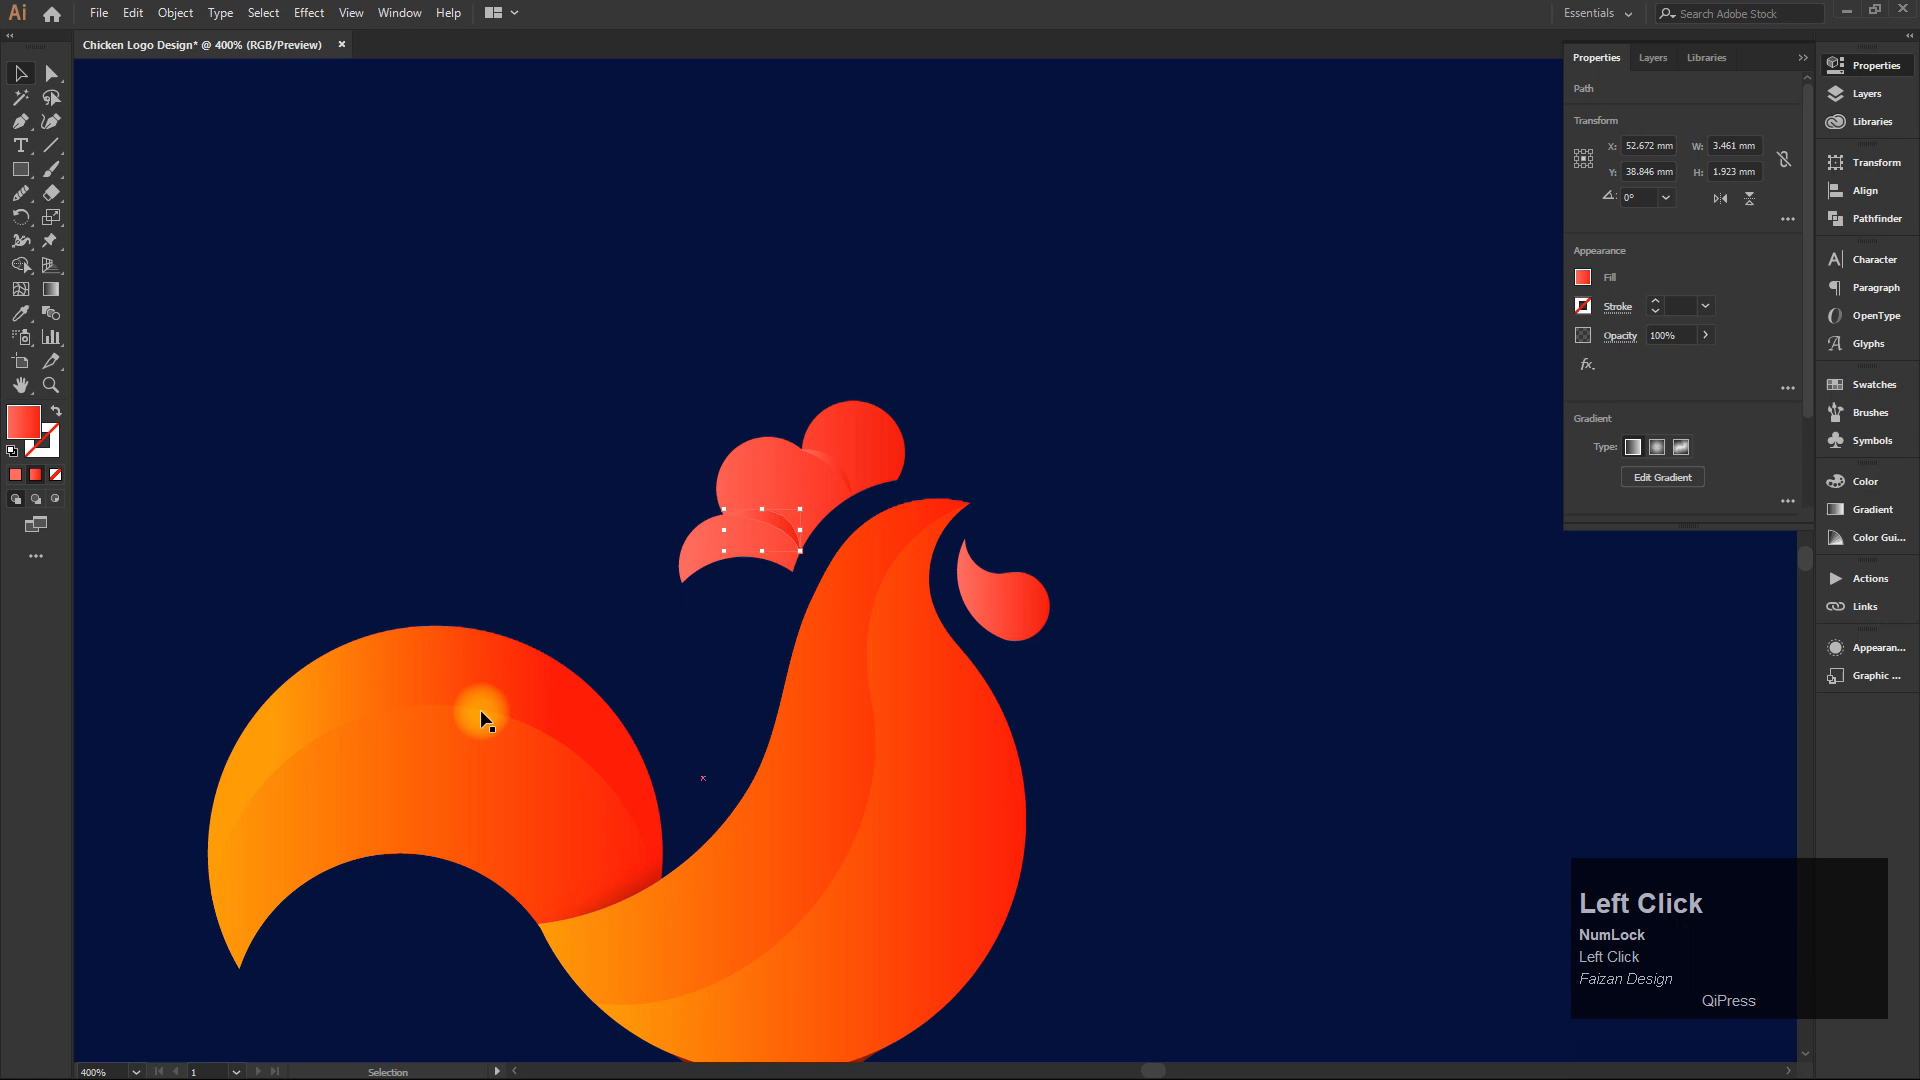 Ai File Edit Object Type Select Effect View Window Help Essentials Search Adobe Stock
Chicken Logo Design* @ 400% (RGB/Preview) ×
Properties Layers Libraries
Path
Transform
X: 52.672 mm W: 3.461 mm
Y: 38.846 mm H: 1.923 mm
0°
Appearance
Fill
Stroke
Opacity 100%
fx.
Gradient
Type:
Edit Gradient
Properties
Layers
Libraries
Transform
Align
Pathfinder
Character
Paragraph
OpenType
Glyphs
Swatches
Brushes
Symbols
Color
Gradient
Color Gui...
Actions
Links
Appearan...
Graphic ...
Left Click
NumLock
Left Click
Faizan Design
QiPress
400% 1 Selection